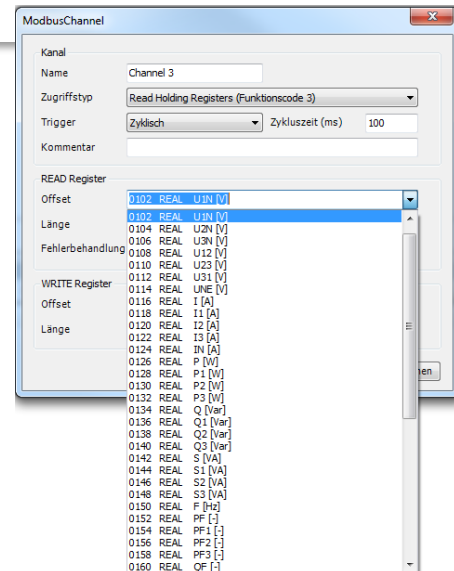 ModbusChannel
Kanal
Name Channel 3
Zugriffstyp Read Holding Registers (Funktionscode 3)
Trigger Zyklisch Zykluszeit (ms) 100
Kommentar
READ Register
Offset 0102 REAL U1N [V]
Länge
Fehlerbehandlung
WRITE Register
Offset
Länge
en
0102 REAL U1N [V]
0104 REAL U2N [V]
0106 REAL U3N [V]
0108 REAL U12 [V]
0110 REAL U23 [V]
0112 REAL U31 [V]
0114 REAL UNE [V]
0116 REAL I [A]
0118 REAL I1 [A]
0120 REAL I2 [A]
0122 REAL I3 [A]
0124 REAL IN [A]
0126 REAL P [W]
0128 REAL P1 [W]
0130 REAL P2 [W]
0132 REAL P3 [W]
0134 REAL Q [Var]
0136 REAL Q1 [Var]
0138 REAL Q2 [Var]
0140 REAL Q3 [Var]
0142 REAL S [VA]
0144 REAL S1 [VA]
0146 REAL S2 [VA]
0148 REAL S3 [VA]
0150 REAL F [Hz]
0152 REAL PF [-]
0154 REAL PF1 [-]
0156 REAL PF2 [-]
0158 REAL PF3 [-]
0160 REAL QF [-]